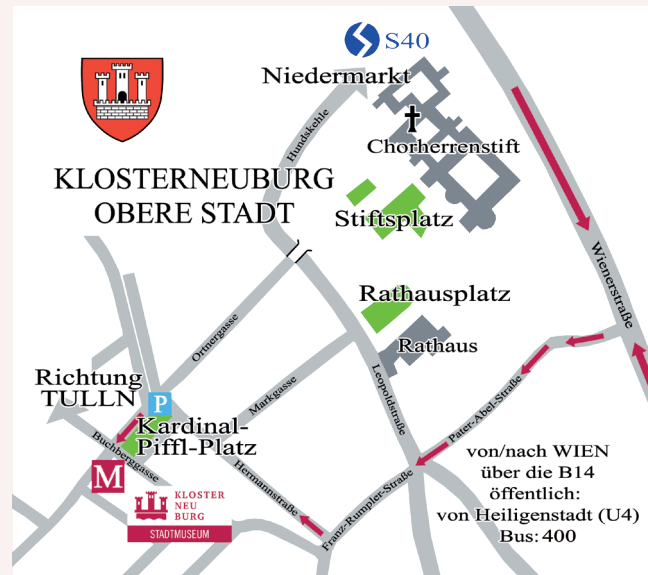 S40
Niedermarkt
Hundskehle
Chorherrenstift
KLOSTERNEUBURG
OBERE STADT
Stiftsplatz
Wienerstraße
Rathausplatz
Ortnergasse
Rathaus
Richtung
TULLN
P
Markgasse
Leopoldstraße
Pater-Abel-Straße
Kardinal-
Piffl-Platz
Buchberggasse
M
Hermannstraße
Franz-Rumpler-Straße
KLOSTER
NEU
BURG
STADTMUSEUM
von/nach WIEN
über die B14
öffentlich:
von Heiligenstadt (U4)
Bus: 400